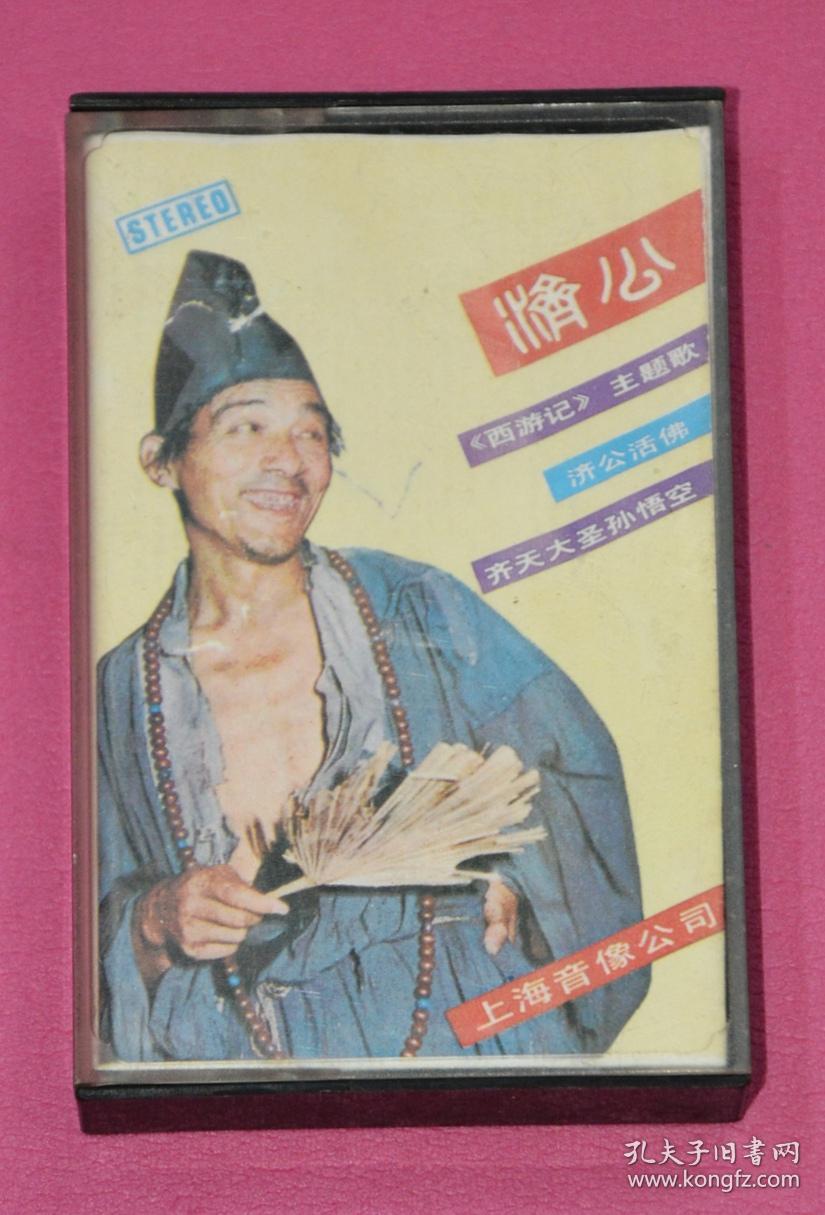 STEREO
濟公
《西游记》主题歌
济公活佛
齐天大圣孙悟空
上海音像公司
孔夫子旧书网
www.kongfz.com